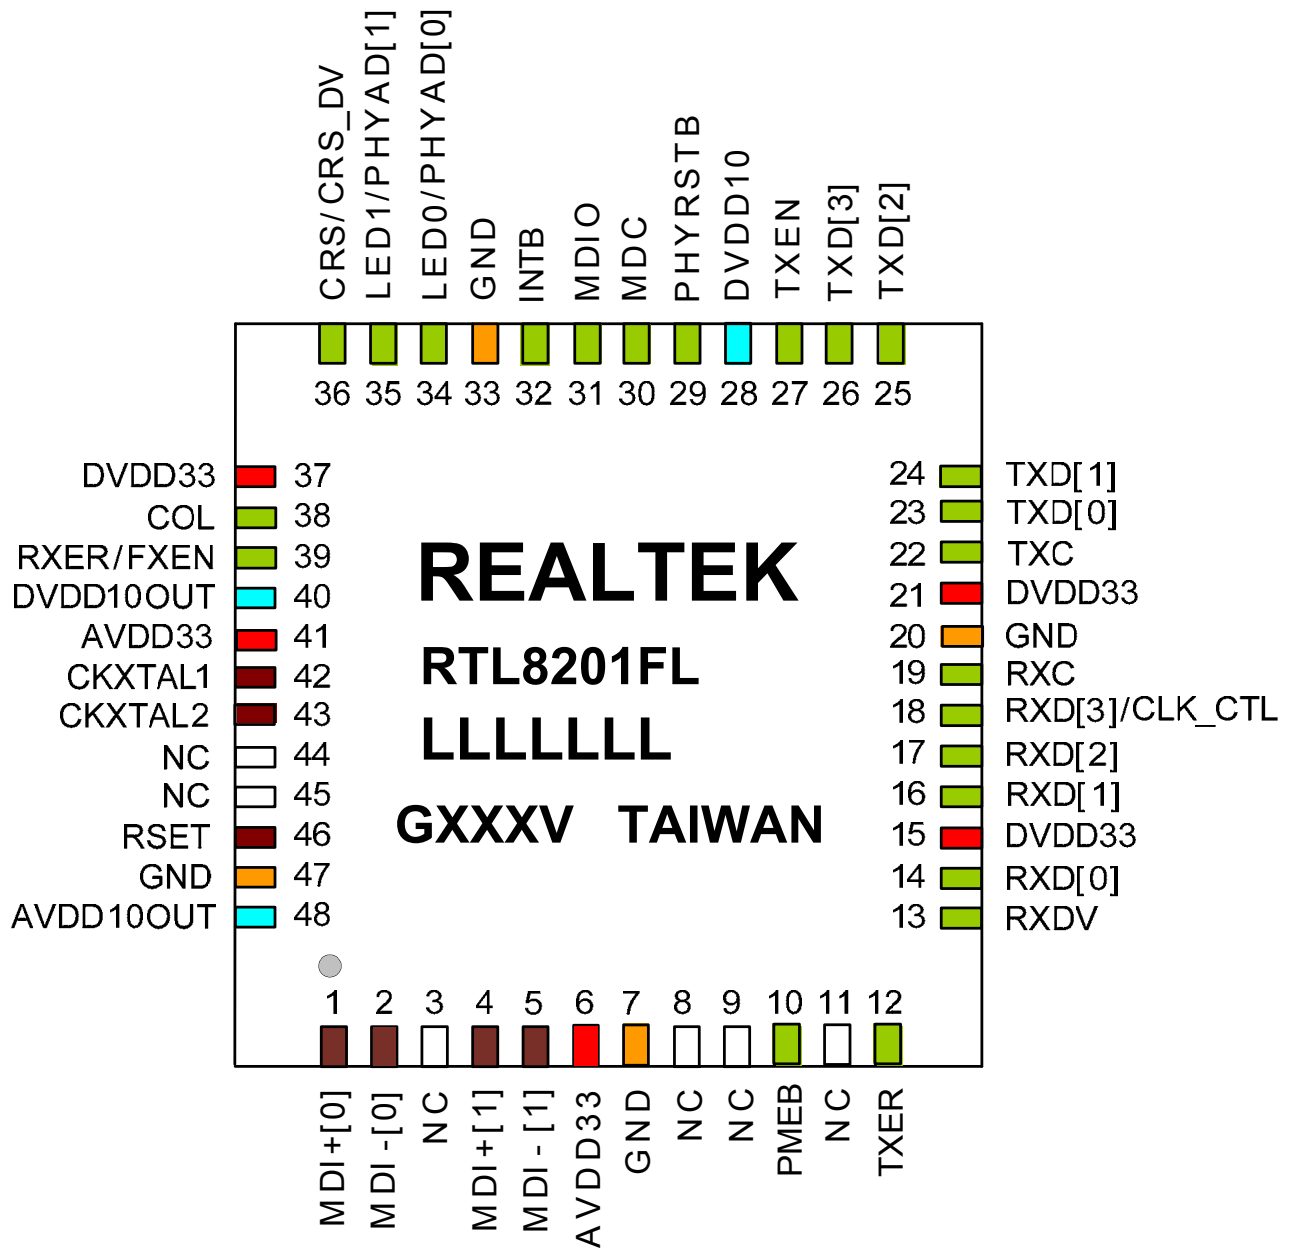 CRS/CRS_DV
LED1/PHYAD[1]
LED0/PHYAD[0]
GND
INTB
MDIO
MDC
PHYRSTB
DVDD10
TXEN
TXD[3]
TXD[2]
36 35 34 33 32 31 30 29 28 27 26 25
DVDD33 37
COL 38
RXER/FXEN 39
DVDD10OUT 40
AVDD33 41
CKXTAL1 42
CKXTAL2 43
NC 44
NC 45
RSET 46
GND 47
AVDD10OUT 48
REALTEK
RTL8201FL
LLLLLLL
GXXXV TAIWAN
24 TXD[1]
23 TXD[0]
22 TXC
21 DVDD33
20 GND
19 RXC
18 RXD[3]/CLK_CTL
17 RXD[2]
16 RXD[1]
15 DVDD33
14 RXD[0]
13 RXDV
1 2 3 4 5 6 7 8 9 10 11 12
MDI+[0]
MDI-[0]
NC
MDI+[1]
MDI-[1]
AVDD33
GND
NC
NC
PMEB
NC
TXER